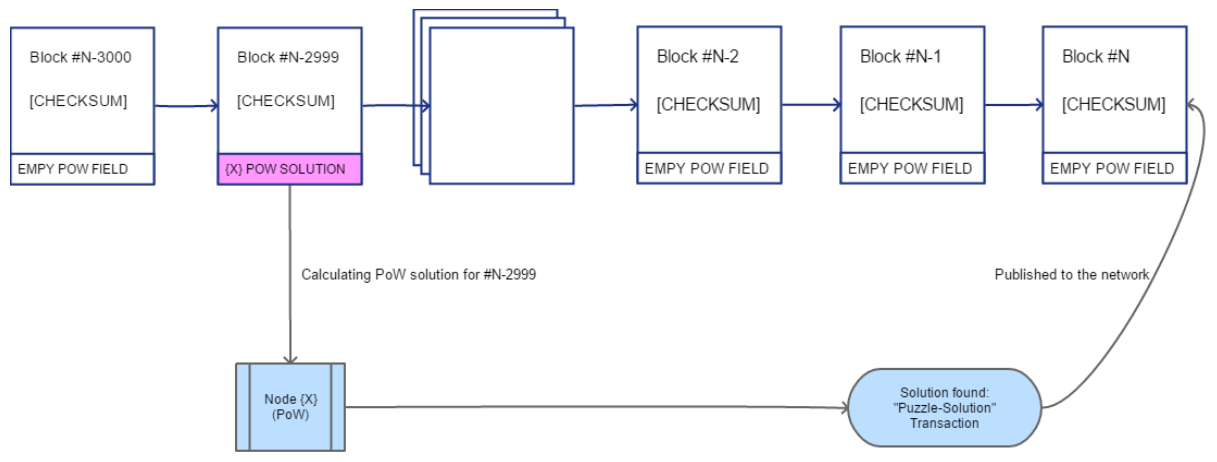 Block #N-3000
[CHECKSUM]
EMPY POW FIELD
Block #N-2999
[CHECKSUM]
{X} POW SOLUTION
Block #N-2
[CHECKSUM]
EMPY POW FIELD
Block #N-1
[CHECKSUM]
EMPY POW FIELD
Block #N
[CHECKSUM]
EMPY POW FIELD
Calculating PoW solution for #N-2999
Published to the network
Node {X}
(PoW)
Solution found:
"Puzzle-Solution"
Transaction